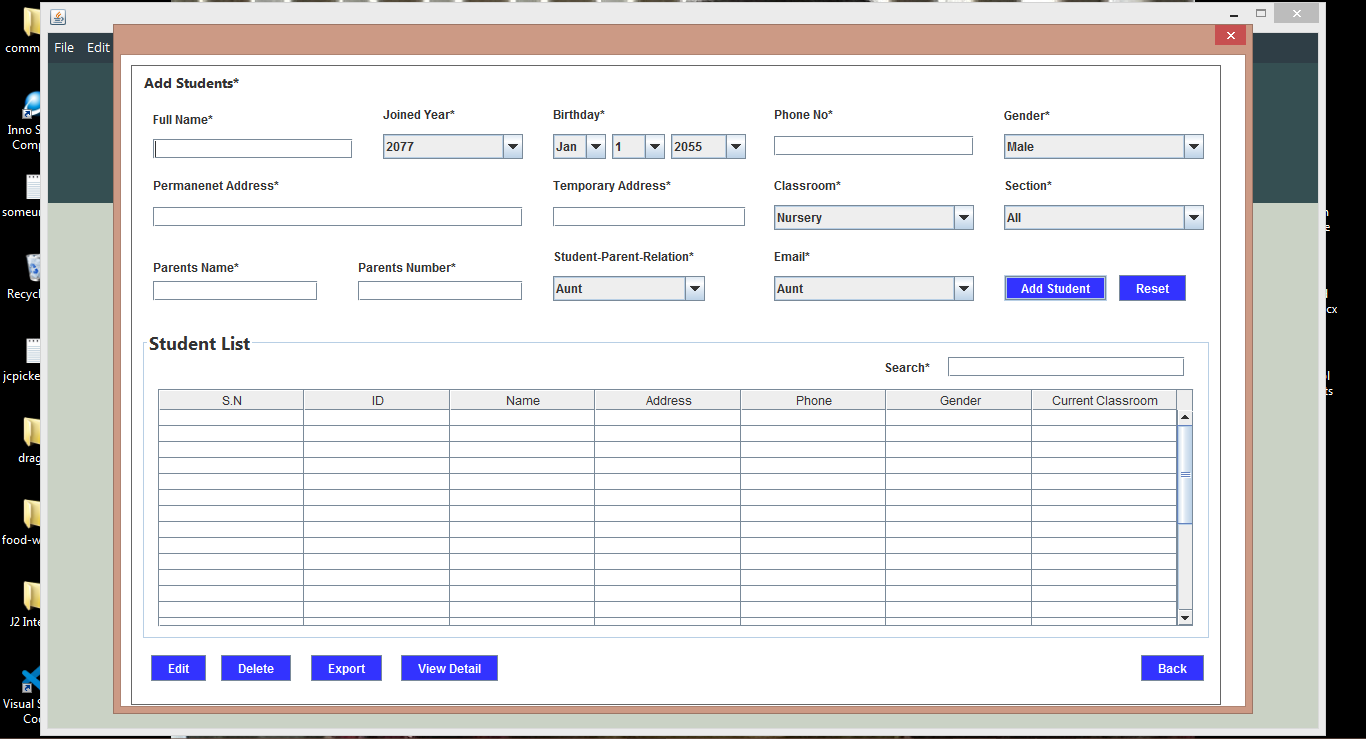 comm
File Edit
Add Students*
Full Name*
Joined Year*
Birthday*
Phone No*
Gender*
2077
Jan
1
2055
Male
Inno S
Comp
Permanenet Address*
Temporary Address*
Classroom*
Section*
Nursery
All
someu
Parents Name*
Parents Number*
Student-Parent-Relation*
Email*
Aunt
Aunt
Add Student
Reset
Recycl
cx
Student List
Search*
jcpicke
ts
S.N
ID
Name
Address
Phone
Gender
Current Classroom
drag
food-w
J2 Inte
Edit
Delete
Export
View Detail
Back
Visual S
Co